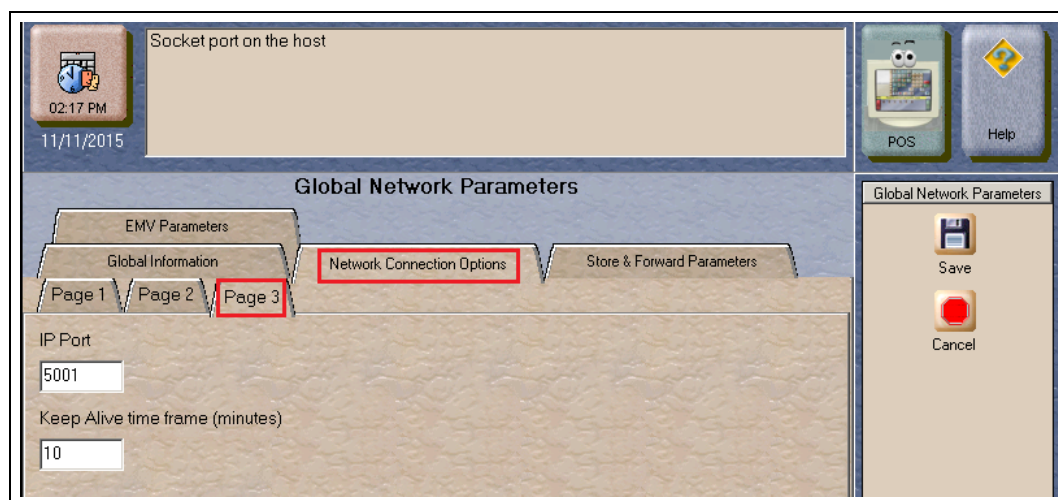 Socket port on the host
02:17 PM
11/11/2015
POS
Help
Global Network Parameters
Global Network Parameters
EMV Parameters
Global Information
Network Connection Options
Store & Forward Parameters
Save
Page 1
Page 2
Page 3
Cancel
IP Port
5001
Keep Alive time frame (minutes)
10